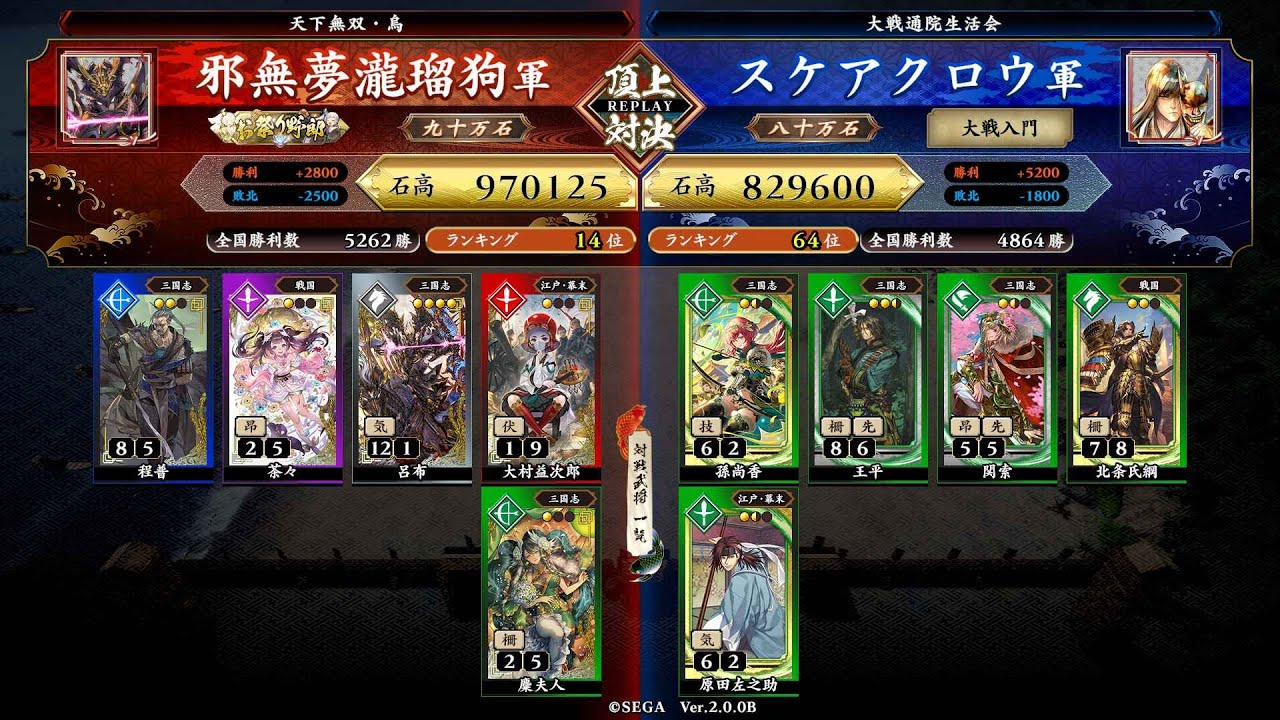 天下無双・鳥
大戦通院生活会
邪無夢瀧瑠狗軍
頂上
REPLAY
対決
スケアクロウ軍
お祭り野郎
九十万石
八十万石
大戦入門
勝利 +2800
敗北 -2500
石高 970125
石高 829600
勝利 +5200
敗北 -1800
全国勝利数 5262勝
ランキング 14位
ランキング 64位
全国勝利数 4864勝
三国志
8 5
程普
戦国
昂
2 5
茶々
三国志
気
12 1
呂布
江戸・幕末
伏
1 9
大村益次郎
三国志
技
6 2
孫尚香
三国志
柵 先
8 6
王平
三国志
昂 先
5 5
関索
戦国
柵
7 8
北条氏綱
対戦武将一覧
三国志
柵
2 5
麋夫人
江戸・幕末
気
6 2
原田左之助
©SEGA Ver.2.0.0B